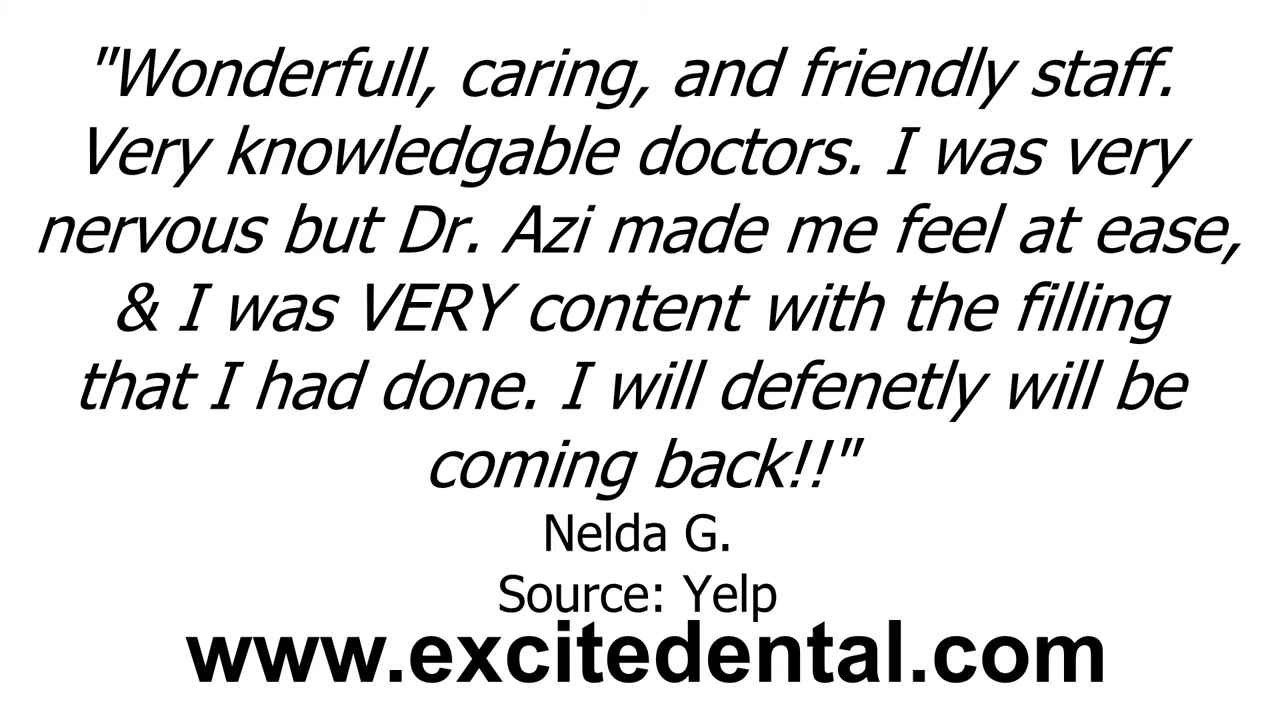 "Wonderfull, caring, and friendly staff.
Very knowledgable doctors. I was very
nervous but Dr. Azi made me feel at ease,
& I was VERY content with the filling
that I had done. I will defenetly will be
coming back!!"
Nelda G.
Source: Yelp
www.excitedental.com